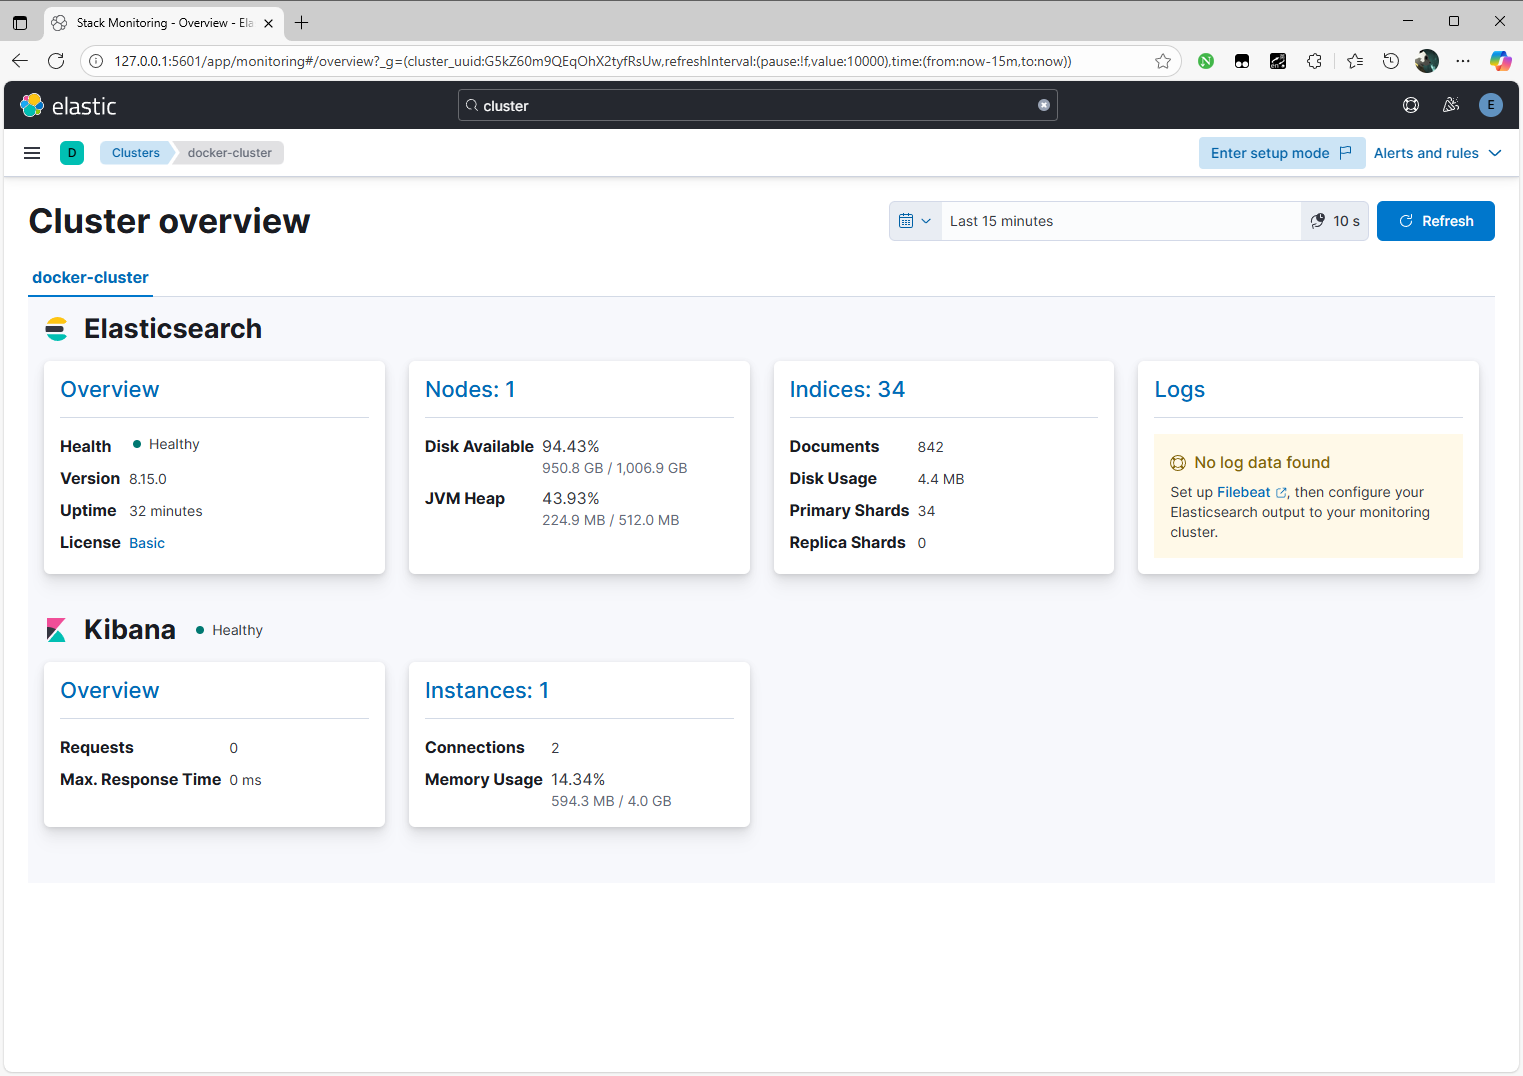 Stack Monitoring - Overview - Ela
127.0.0.1:5601/app/monitoring#/overview?_g=(cluster_uuid:G5kZ60m9QEqOhX2tyfRsUw,refreshInterval:(pause:!f,value:10000),time:(from:now-15m,to:now))
elastic
cluster
E
D
Clusters
docker-cluster
Enter setup mode
Alerts and rules
Cluster overview
Last 15 minutes
10 s
Refresh
docker-cluster
Elasticsearch
Overview
Health Healthy
Version 8.15.0
Uptime 32 minutes
License Basic
Nodes: 1
Disk Available 94.43%
950.8 GB / 1,006.9 GB
JVM Heap 43.93%
224.9 MB / 512.0 MB
Indices: 34
Documents 842
Disk Usage 4.4 MB
Primary Shards 34
Replica Shards 0
Logs
No log data found
Set up Filebeat, then configure your
Elasticsearch output to your monitoring
cluster.
Kibana Healthy
Overview
Requests 0
Max. Response Time 0 ms
Instances: 1
Connections 2
Memory Usage 14.34%
594.3 MB / 4.0 GB